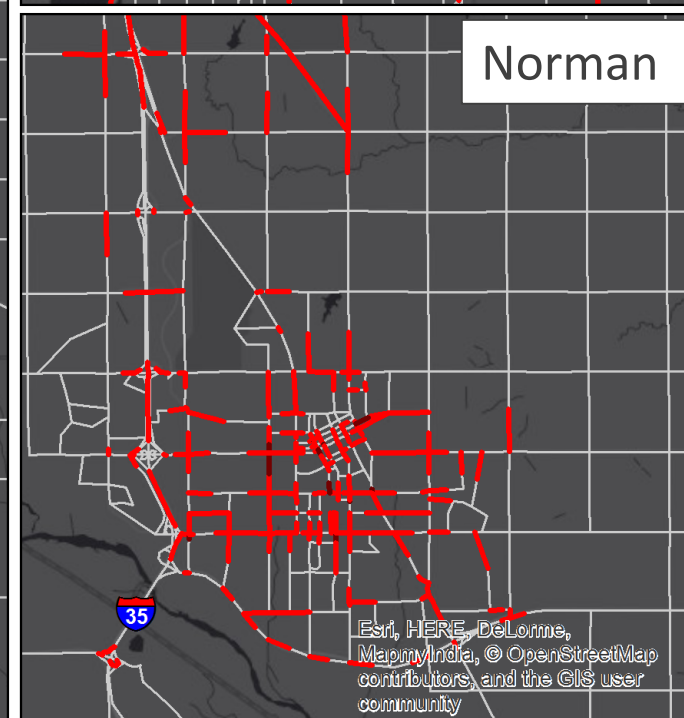 Norman
35
Esri, HERE, DeLorme,
MapmyIndia, © OpenStreetMap
contributors, and the GIS user
community